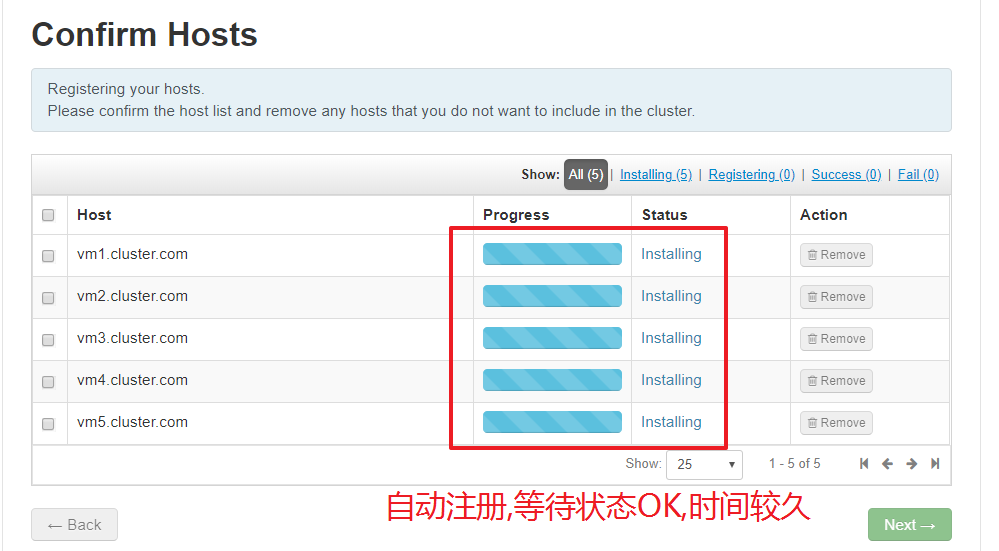 Confirm Hosts
Registering your hosts.
Please confirm the host list and remove any hosts that you do not want to include in the cluster.
Show: All (5) | Installing (5) | Registering (0) | Success (0) | Fail (0)
Host Progress Status Action
vm1.cluster.com Installing Remove
vm2.cluster.com Installing Remove
vm3.cluster.com Installing Remove
vm4.cluster.com Installing Remove
vm5.cluster.com Installing Remove
Show: 25 1 - 5 of 5
自动注册,等待状态OK,时间较久
← Back Next →